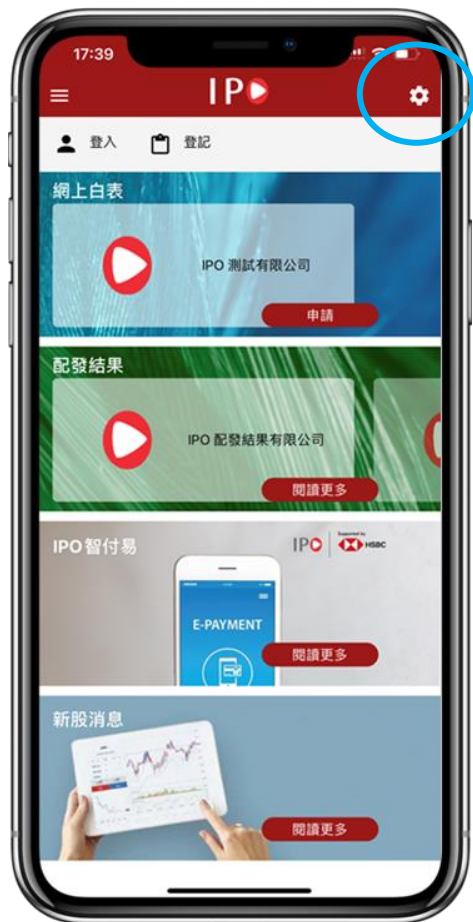 17:39
IPO
登入 登記
網上白表
IPO 測試有限公司
申請
配發結果
IPO 配發結果有限公司
閱讀更多
IPO智付易
IPO
Supported by
HSBC
E-PAYMENT
閱讀更多
新股消息
閱讀更多